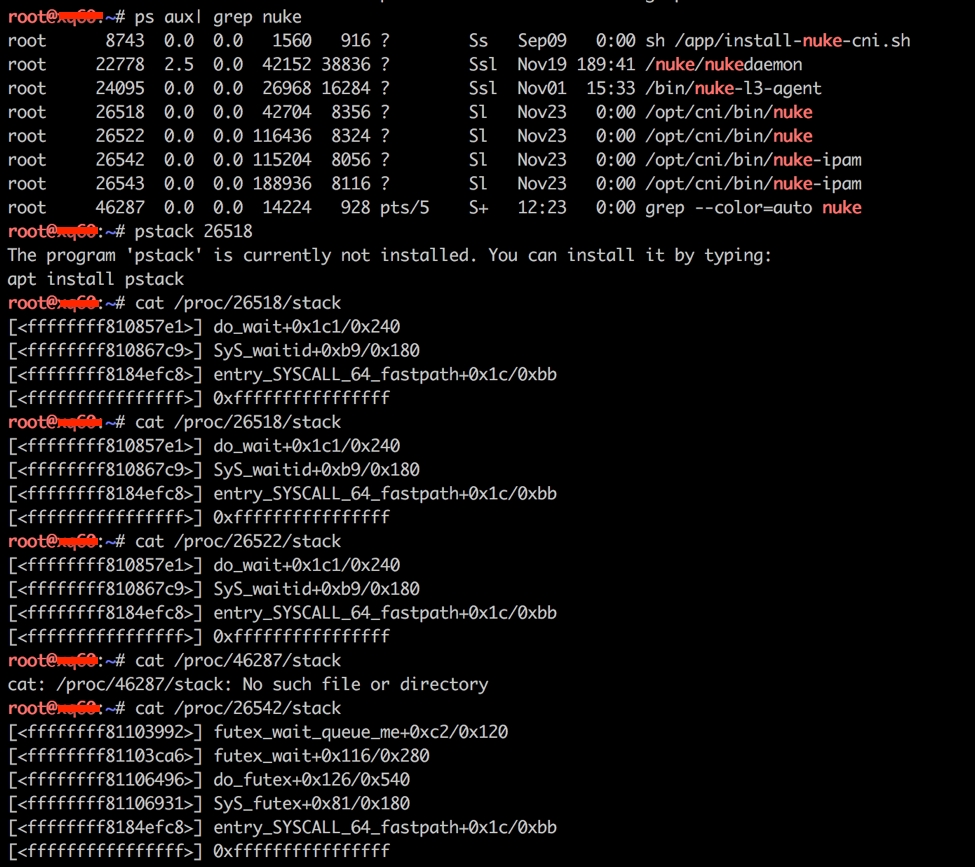 root@:~# ps aux| grep nuke
root 8743 0.0 0.0 1560 916 ? Ss Sep09 0:00 sh /app/install-nuke-cni.sh
root 22778 2.5 0.0 42152 38836 ? Ssl Nov19 189:41 /nuke/nukedaemon
root 24095 0.0 0.0 26968 16284 ? Ssl Nov01 15:33 /bin/nuke-l3-agent
root 26518 0.0 0.0 42704 8356 ? Sl Nov23 0:00 /opt/cni/bin/nuke
root 26522 0.0 0.0 116436 8324 ? Sl Nov23 0:00 /opt/cni/bin/nuke
root 26542 0.0 0.0 115204 8056 ? Sl Nov23 0:00 /opt/cni/bin/nuke-ipam
root 26543 0.0 0.0 188936 8116 ? Sl Nov23 0:00 /opt/cni/bin/nuke-ipam
root 46287 0.0 0.0 14224 928 pts/5 S+ 12:23 0:00 grep --color=auto nuke
root@:~# pstack 26518
The program 'pstack' is currently not installed. You can install it by typing:
apt install pstack
root@:~# cat /proc/26518/stack
[<ffffffff810857e1>] do_wait+0x1c1/0x240
[<ffffffff810867c9>] SyS_waitid+0xb9/0x180
[<ffffffff8184efc8>] entry_SYSCALL_64_fastpath+0x1c/0xbb
[<ffffffffffffffff>] 0xffffffffffffffff
root@:~# cat /proc/26518/stack
[<ffffffff810857e1>] do_wait+0x1c1/0x240
[<ffffffff810867c9>] SyS_waitid+0xb9/0x180
[<ffffffff8184efc8>] entry_SYSCALL_64_fastpath+0x1c/0xbb
[<ffffffffffffffff>] 0xffffffffffffffff
root@:~# cat /proc/26522/stack
[<ffffffff810857e1>] do_wait+0x1c1/0x240
[<ffffffff810867c9>] SyS_waitid+0xb9/0x180
[<ffffffff8184efc8>] entry_SYSCALL_64_fastpath+0x1c/0xbb
[<ffffffffffffffff>] 0xffffffffffffffff
root@:~# cat /proc/46287/stack
cat: /proc/46287/stack: No such file or directory
root@:~# cat /proc/26542/stack
[<ffffffff81103992>] futex_wait_queue_me+0xc2/0x120
[<ffffffff81103ca6>] futex_wait+0x116/0x280
[<ffffffff81106496>] do_futex+0x126/0x540
[<ffffffff81106931>] SyS_futex+0x81/0x180
[<ffffffff8184efc8>] entry_SYSCALL_64_fastpath+0x1c/0xbb
[<ffffffffffffffff>] 0xffffffffffffffff